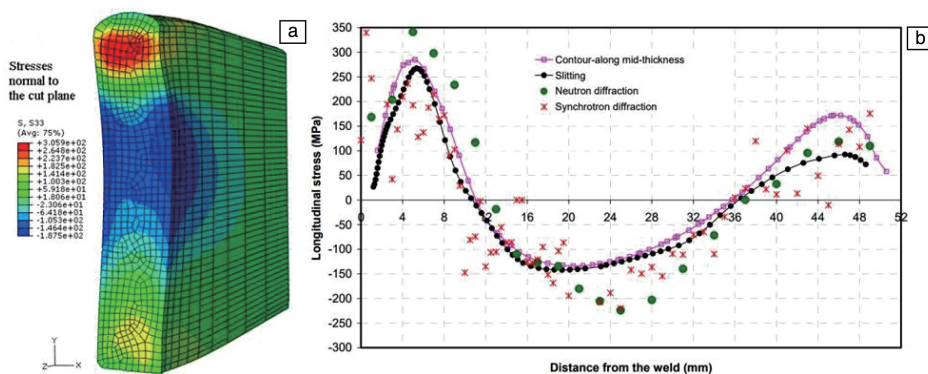 a
Stresses
normal to
the cut plane
S, S33
(Avg: 75%)
+3.059e+02
+2.648e+02
+2.237e+02
+1.825e+02
+1.414e+02
+1.003e+02
+5.918e+01
+1.806e+01
-2.306e+01
-6.418e+01
-1.053e+02
-1.464e+02
-1.875e+02
Y
Z
X
b
350
300
250
200
150
100
50
0
-50
-100
-150
-200
-250
-300
Longitudinal stress (MPa)
Contour-along mid-thickness
Slitting
Neutron diffraction
Synchrotron diffraction
0 4 8 12 16 20 24 28 32 36 40 44 48 52
Distance from the weld (mm)